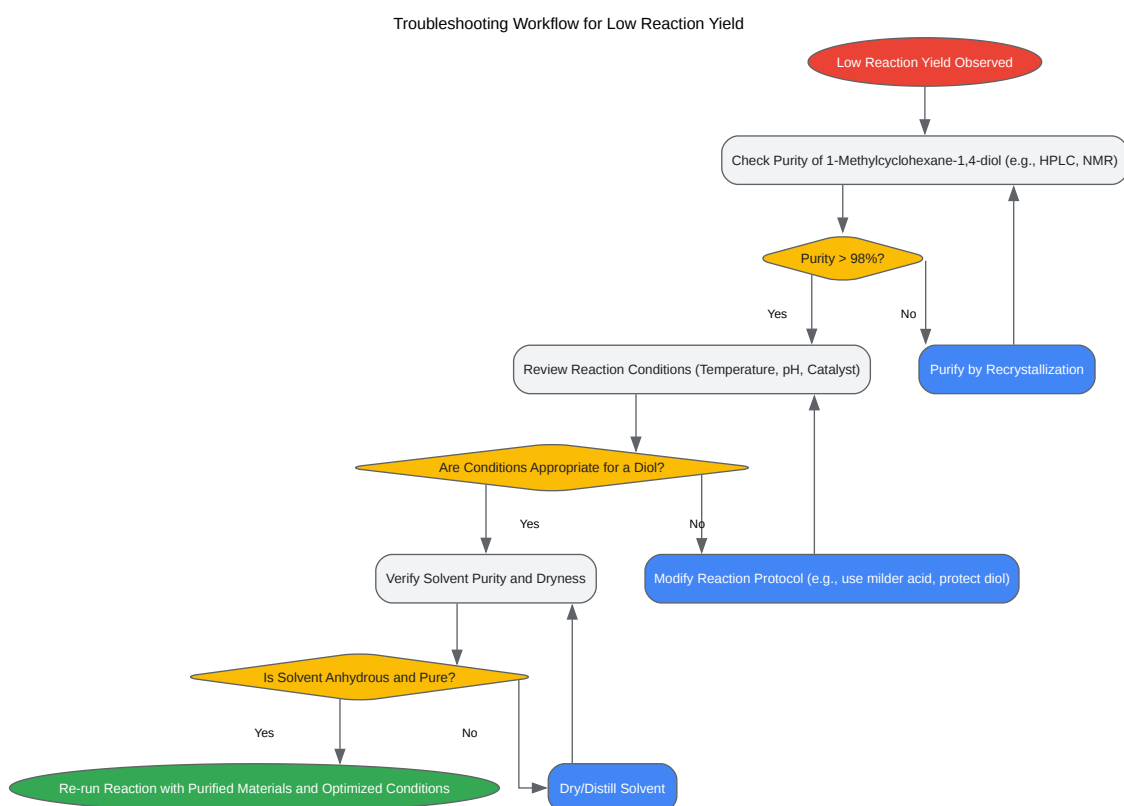 Troubleshooting Workflow for Low Reaction Yield
Low Reaction Yield Observed
Check Purity of 1-Methylcyclohexane-1,4-diol (e.g., HPLC, NMR)
Purity > 98%?
Yes
No
Review Reaction Conditions (Temperature, pH, Catalyst)
Purify by Recrystallization
Are Conditions Appropriate for a Diol?
Yes
No
Verify Solvent Purity and Dryness
Modify Reaction Protocol (e.g., use milder acid, protect diol)
Is Solvent Anhydrous and Pure?
Yes
No
Re-run Reaction with Purified Materials and Optimized Conditions
Dry/Distill Solvent